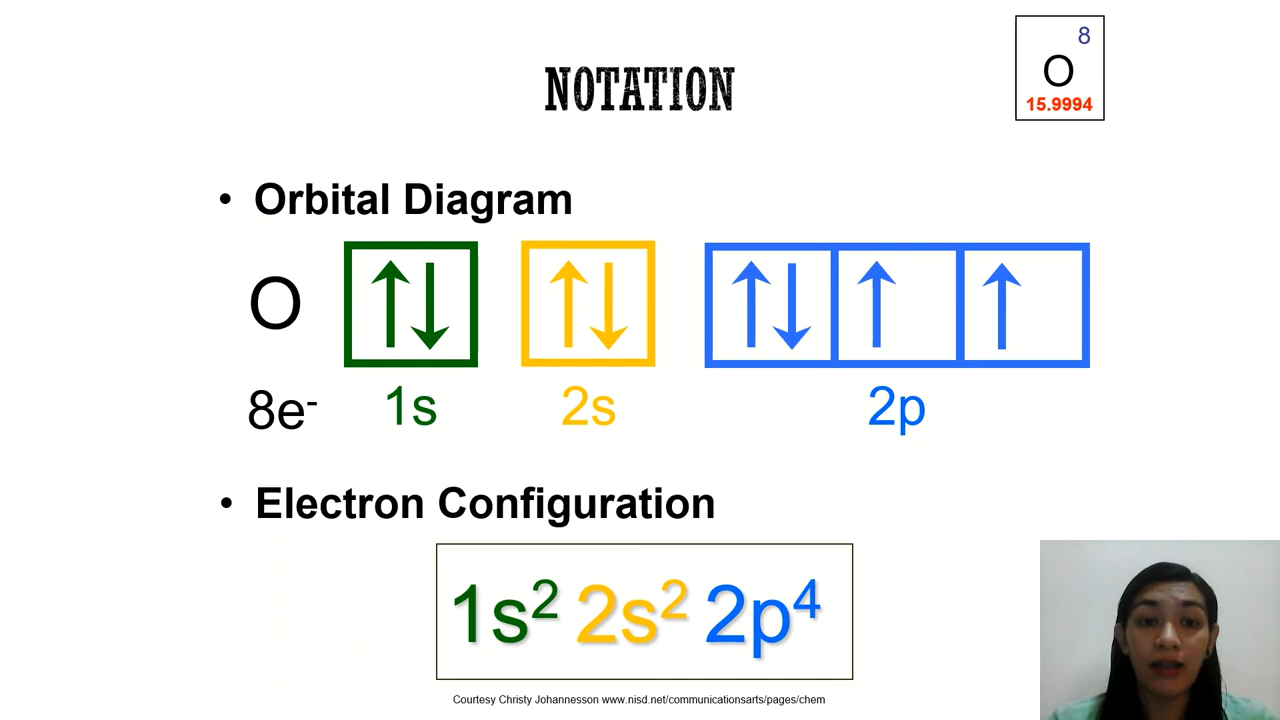 8
O
15.9994
NOTATION
• Orbital Diagram
O
8e⁻ 1s 2s 2p
• Electron Configuration
1s² 2s² 2p⁴
Courtesy Christy Johannesson www.nisd.net/communicationsarts/pages/chem